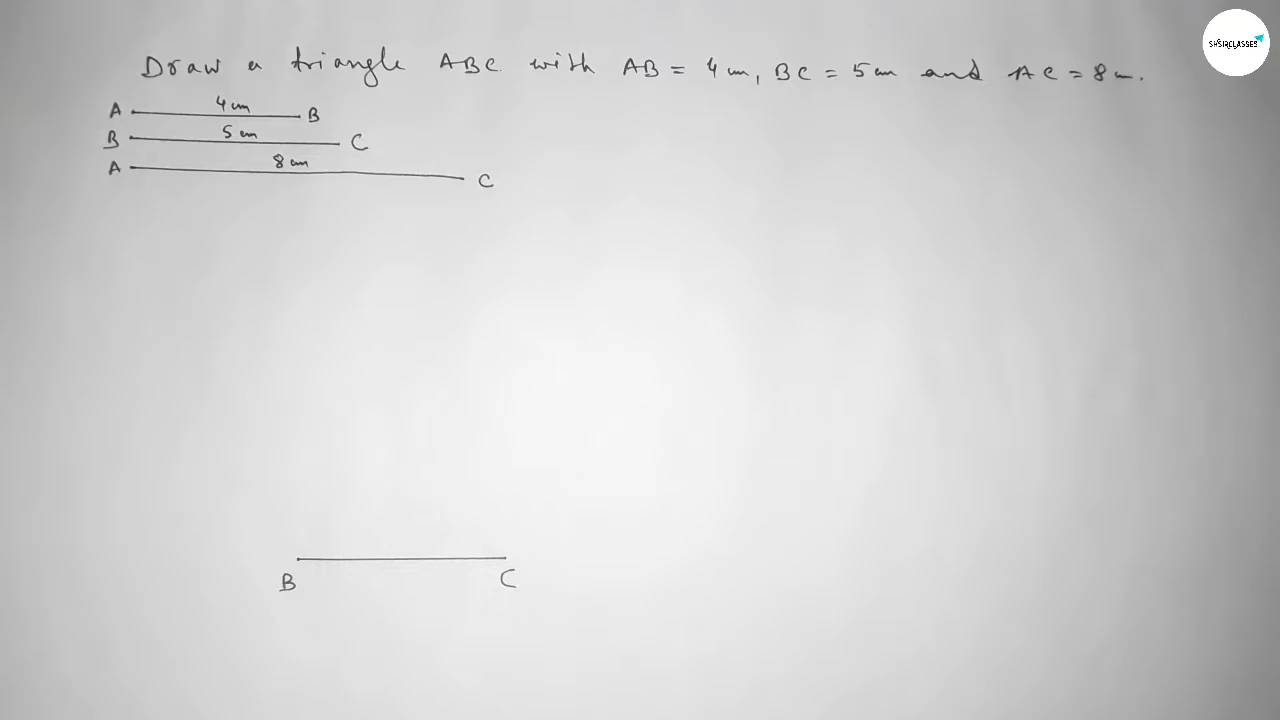 SHSIRCLASSES
Draw a triangle ABC with AB = 4 cm, BC = 5 cm and AC = 8 cm.
A 4 cm B
B 5 cm C
A 8 cm C
B C